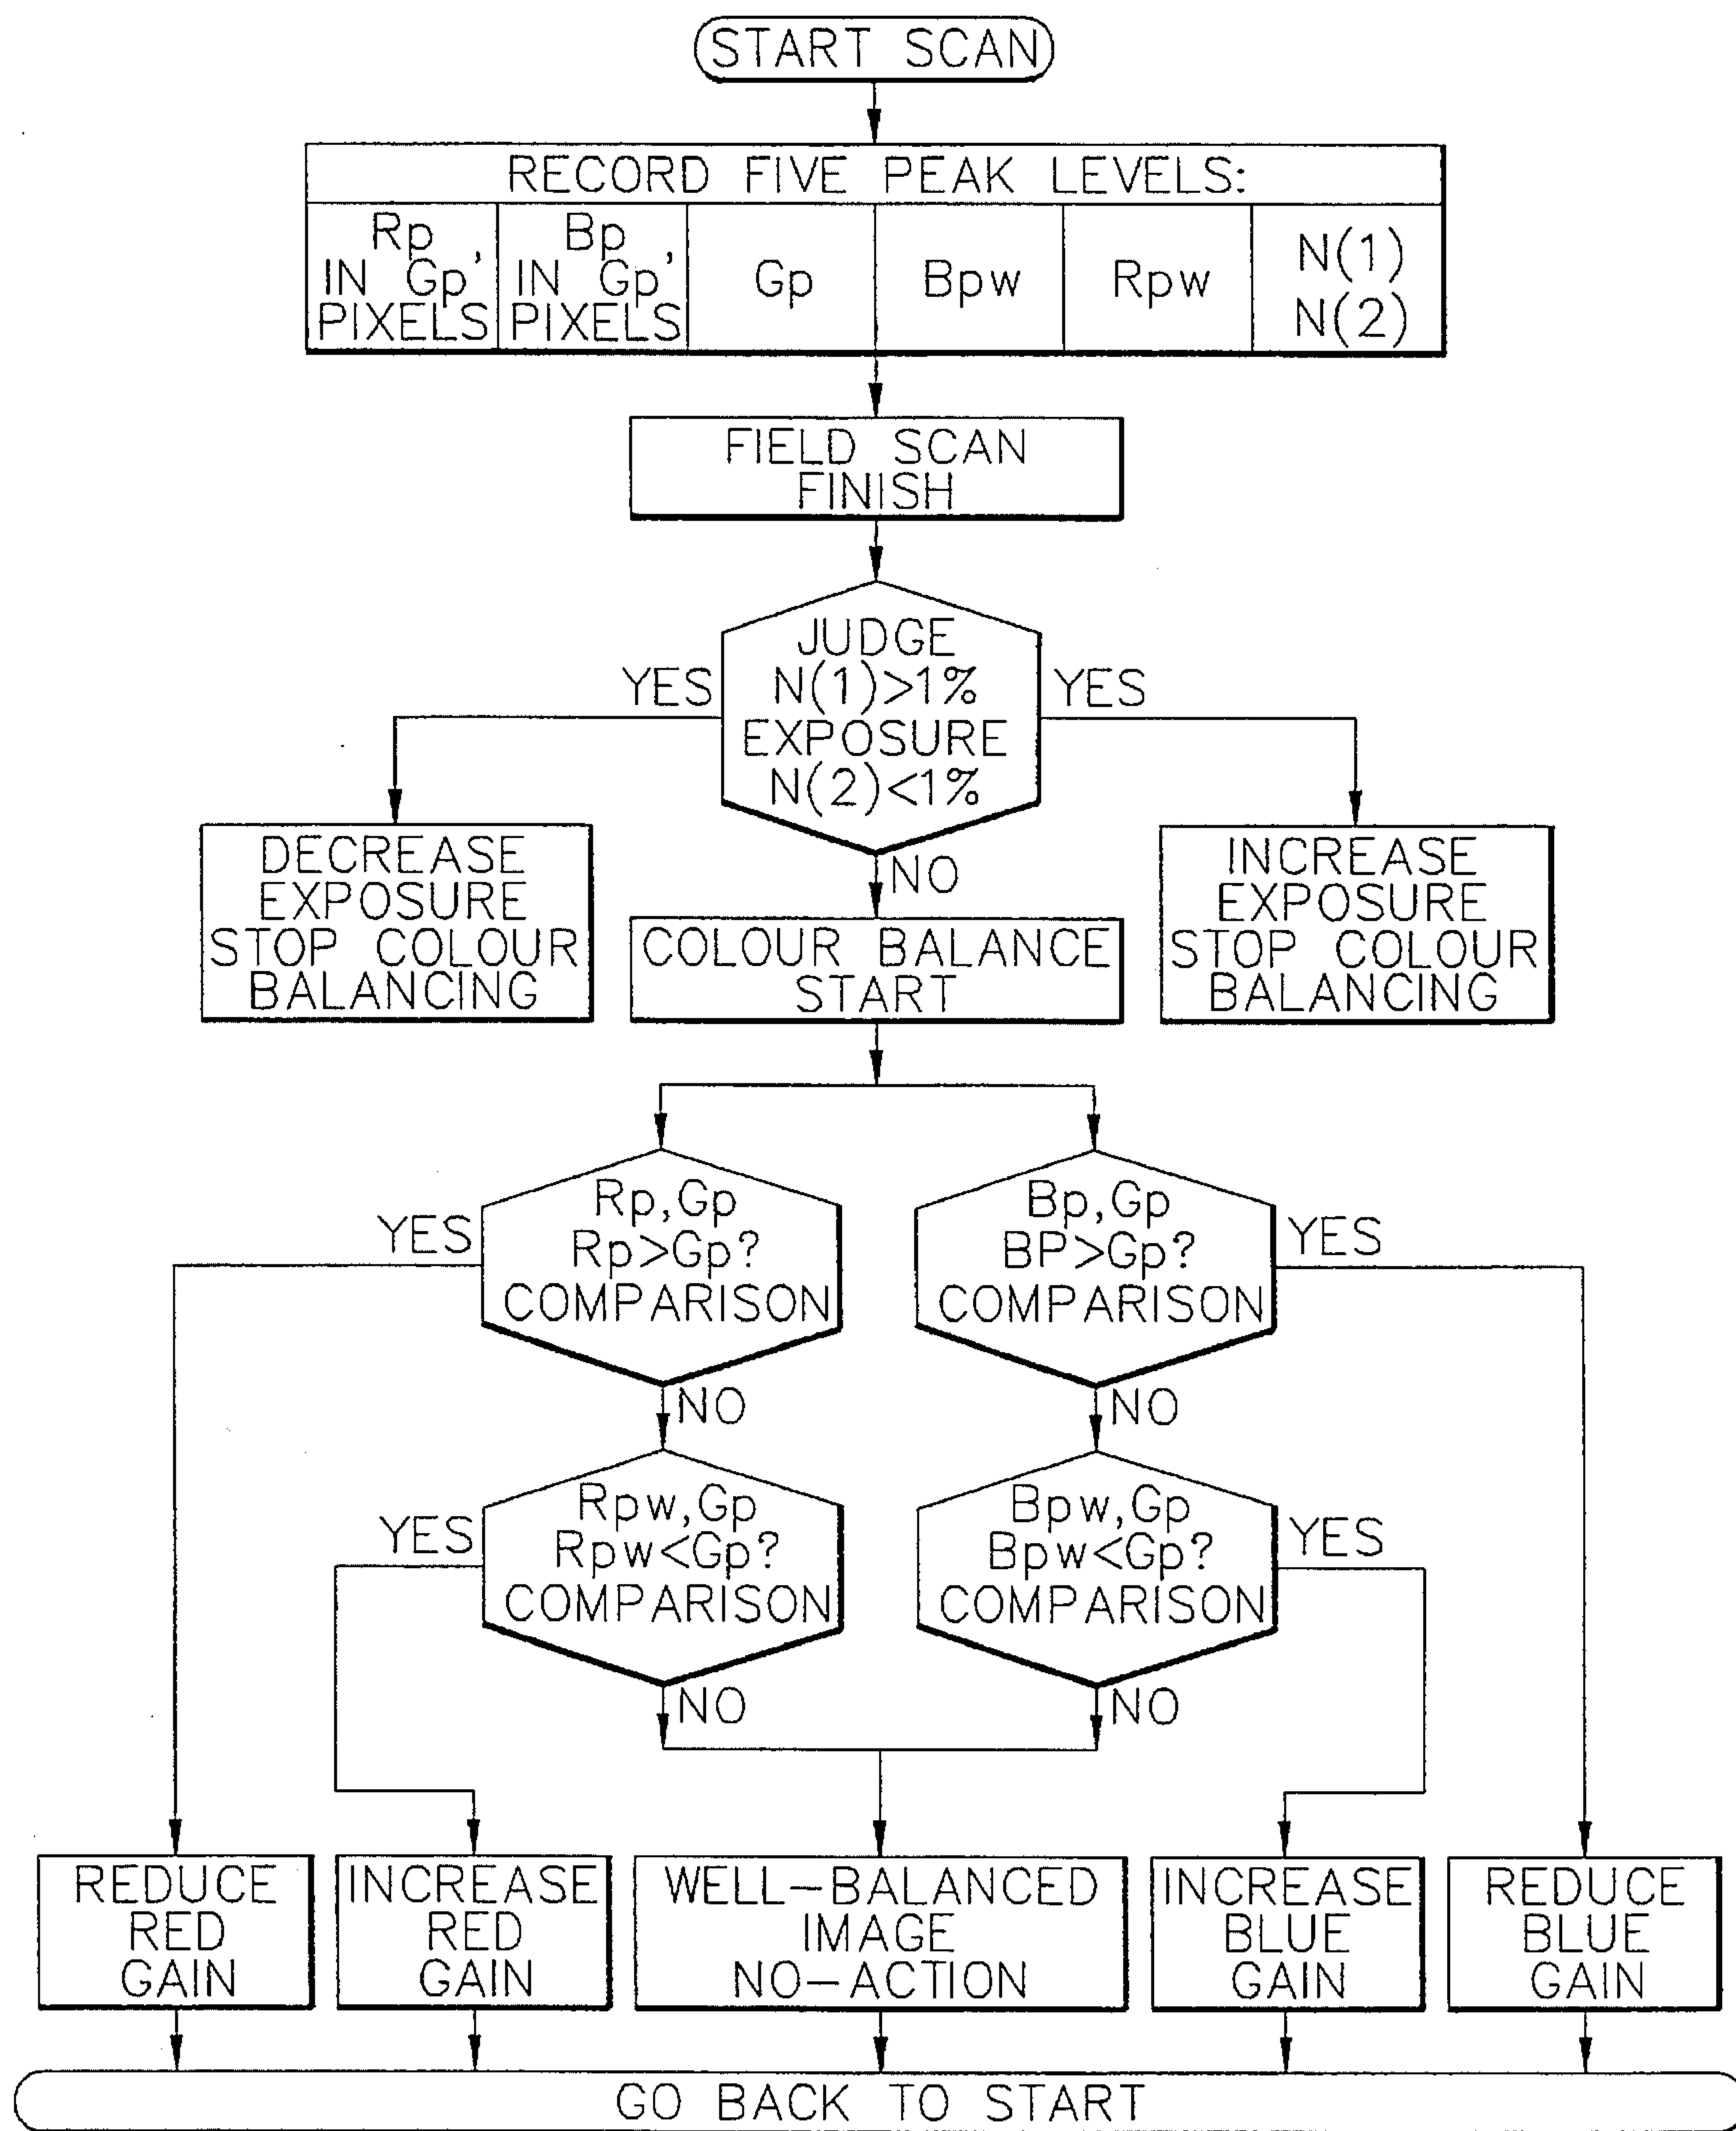 START SCAN
RECORD FIVE PEAK LEVELS:
Rp
IN Gp'
PIXELS
Bp
IN Gp'
PIXELS
Gp
Bpw
Rpw
N(1)
N(2)
FIELD SCAN
FINISH
JUDGE
N(1)>1%
EXPOSURE
N(2)<1%
YES
YES
NO
DECREASE
EXPOSURE
STOP COLOUR
BALANCING
COLOUR BALANCE
START
INCREASE
EXPOSURE
STOP COLOUR
BALANCING
YES
Rp,Gp
Rp>Gp?
COMPARISON
NO
Bp,Gp
BP>Gp?
COMPARISON
YES
NO
YES
Rpw,Gp
Rpw<Gp?
COMPARISON
NO
Bpw,Gp
Bpw<Gp?
COMPARISON
YES
NO
REDUCE
RED
GAIN
INCREASE
RED
GAIN
WELL-BALANCED
IMAGE
NO-ACTION
INCREASE
BLUE
GAIN
REDUCE
BLUE
GAIN
GO BACK TO START